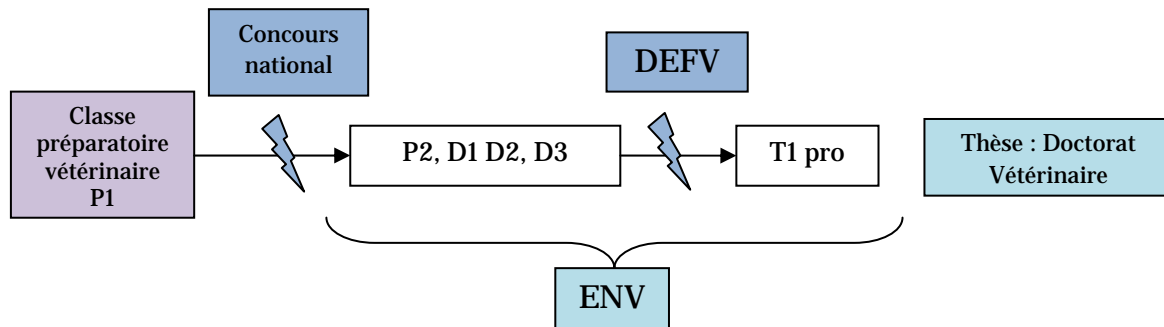 Concours
national
DEFV
Classe
préparatoire
vétérinaire
P1
P2, D1 D2, D3
T1 pro
Thèse : Doctorat
Vétérinaire
ENV